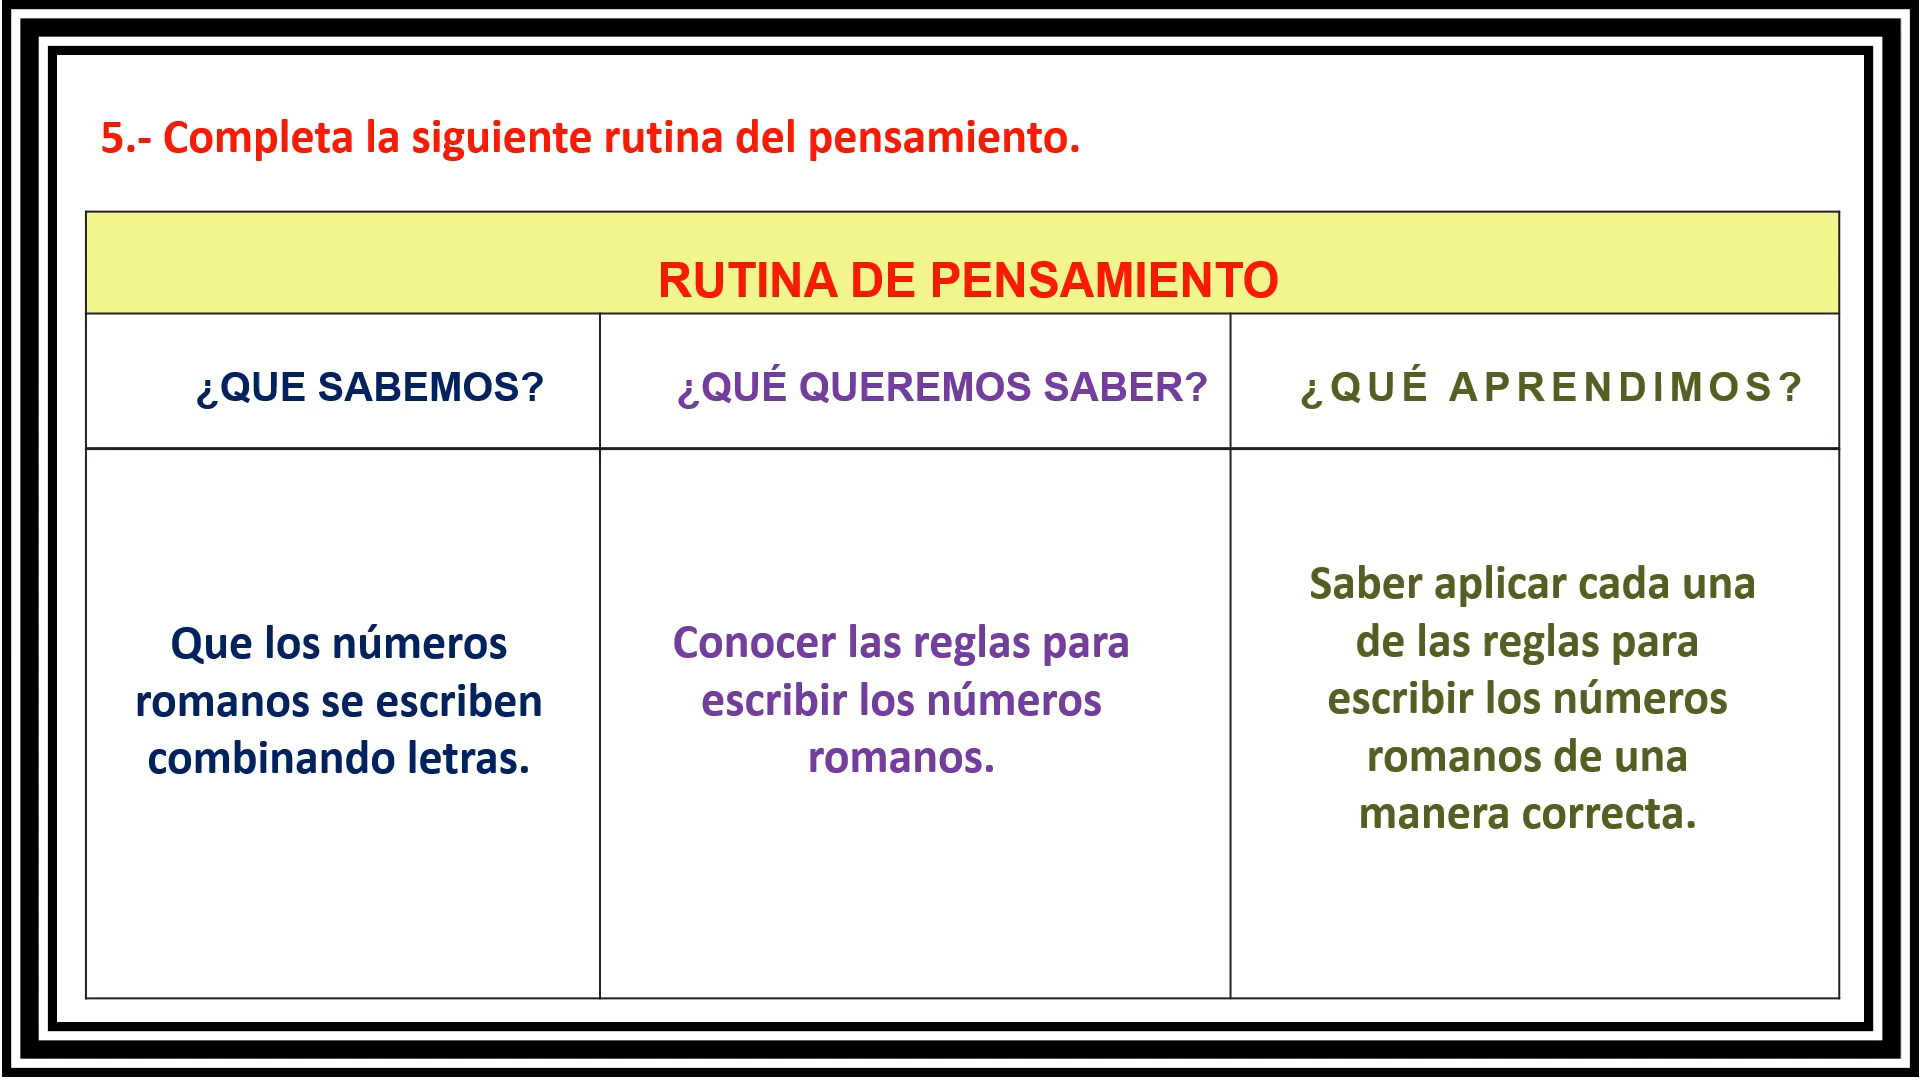 5.- Completa la siguiente rutina del pensamiento.
RUTINA DE PENSAMIENTO
¿QUE SABEMOS?
¿QUÉ QUEREMOS SABER?
¿QUÉ APRENDIMOS?
Que los números
romanos se escriben
combinando letras.
Conocer las reglas para
escribir los números
romanos.
Saber aplicar cada una
de las reglas para
escribir los números
romanos de una
manera correcta.